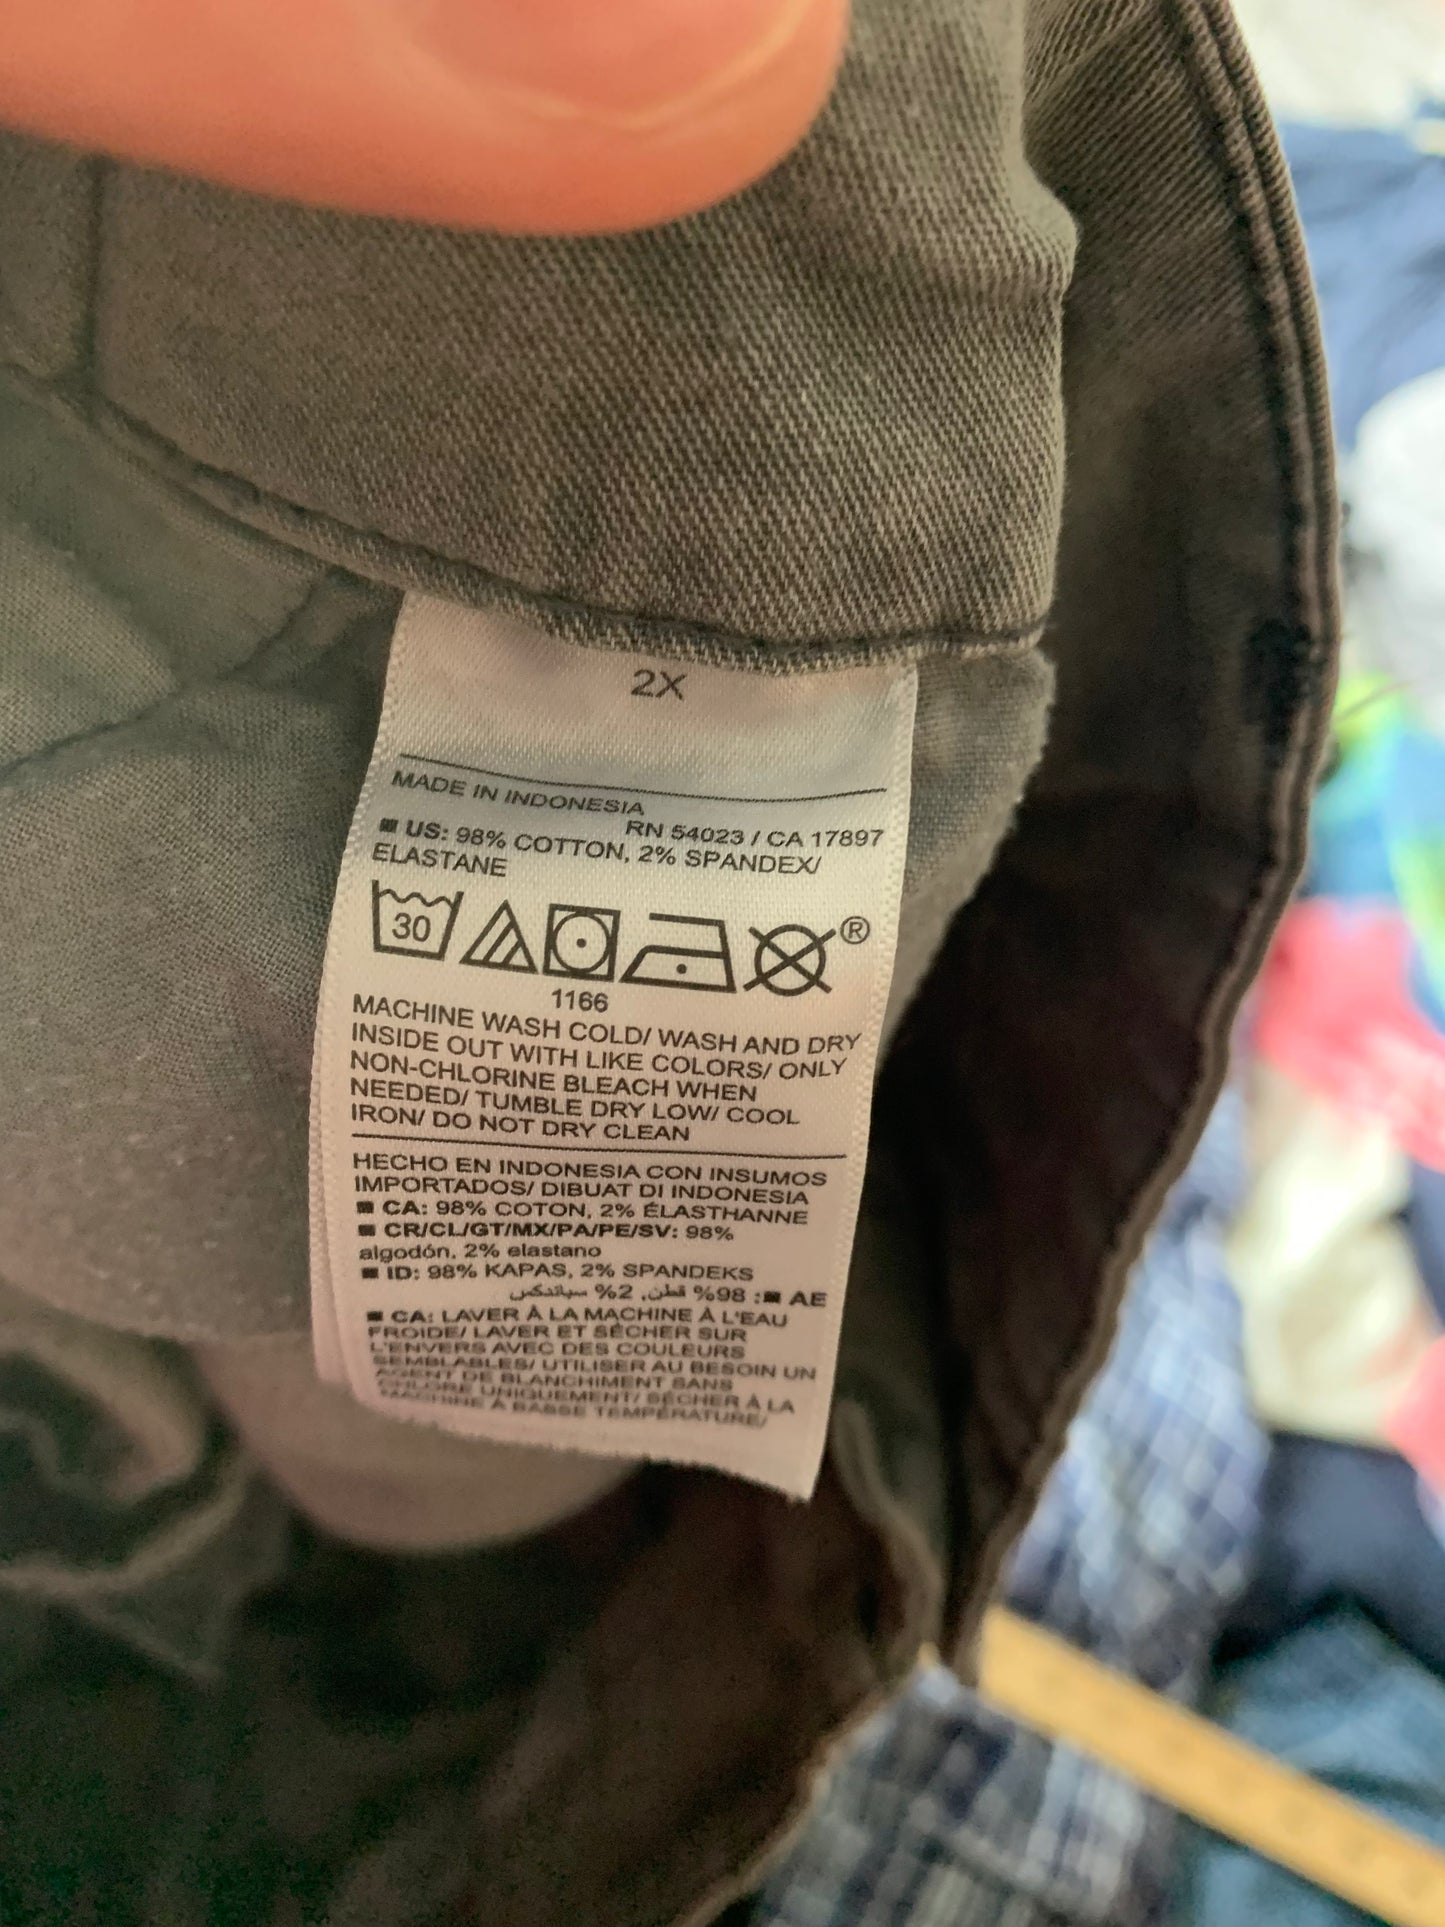 2X
MADE IN INDONESIA
RN 54023 / CA 17897
US: 98% COTTON, 2% SPANDEX/
ELASTANE
30
®
1166
MACHINE WASH COLD/ WASH AND DRY
INSIDE OUT WITH LIKE COLORS/ ONLY
NON-CHLORINE BLEACH WHEN
NEEDED/ TUMBLE DRY LOW/ COOL
IRON/ DO NOT DRY CLEAN
HECHO EN INDONESIA CON INSUMOS
IMPORTADOS/ DIBUAT DI INDONESIA
CA: 98% COTON, 2% ÉLASTHANNE
CR/CL/GT/MX/PA/PE/SV: 98%
algodón, 2% elastano
ID: 98% KAPAS, 2% SPANDEKS
AE: 98% قطن, 2% سباندكس
CA: LAVER À LA MACHINE À L'EAU
FROIDE/ LAVER ET SÉCHER SUR
L'ENVERS AVEC DES COULEURS
SEMBLABLES/ UTILISER AU BESOIN UN
AGENT DE BLANCHIMENT SANS
CHLORE UNIQUEMENT/ SÉCHER À LA
MACHINE À BASSE TEMPÉRATURE/